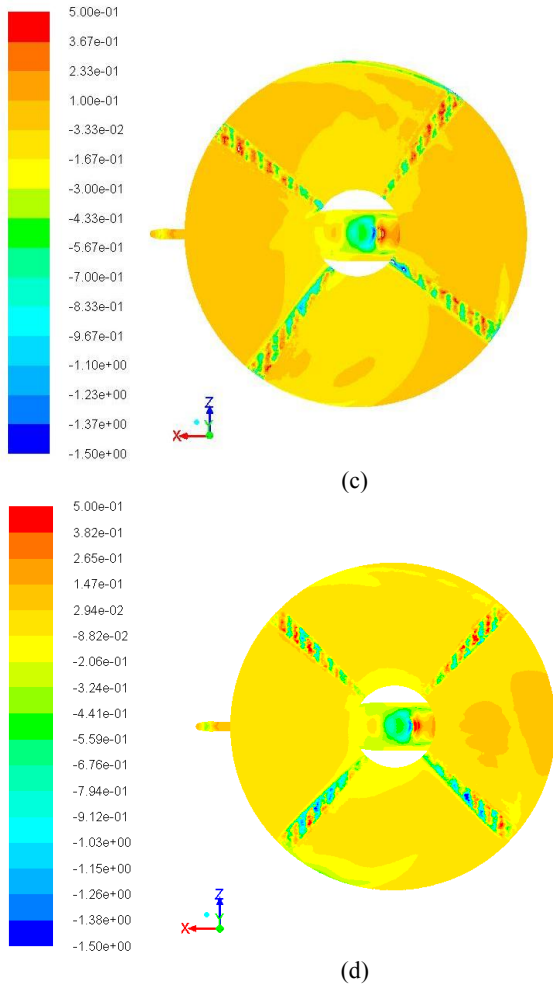 5.00e-01
3.67e-01
2.33e-01
1.00e-01
-3.33e-02
-1.67e-01
-3.00e-01
-4.33e-01
-5.67e-01
-7.00e-01
-8.33e-01
-9.67e-01
-1.10e+00
-1.23e+00
-1.37e+00
-1.50e+00
Z
X
Y
(c)
5.00e-01
3.82e-01
2.65e-01
1.47e-01
2.94e-02
-8.82e-02
-2.06e-01
-3.24e-01
-4.41e-01
-5.59e-01
-6.76e-01
-7.94e-01
-9.12e-01
-1.03e+00
-1.15e+00
-1.26e+00
-1.38e+00
-1.50e+00
Z
X
Y
(d)